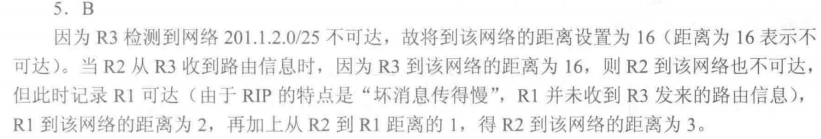 5. B
因为 R3 检测到网络 201.1.2.0/25 不可达，故将到该网络的距离设置为 16（距离为 16 表示不
可达）。当 R2 从 R3 收到路由信息时，因为 R3 到该网络的距离为 16，则 R2 到该网络也不可达，
但此时记录 R1 可达（由于 RIP 的特点是“坏消息传得慢”，R1 并未收到 R3 发来的路由信息），
R1 到该网络的距离为 2，再加上从 R2 到 R1 距离的 1，得 R2 到该网络的距离为 3。